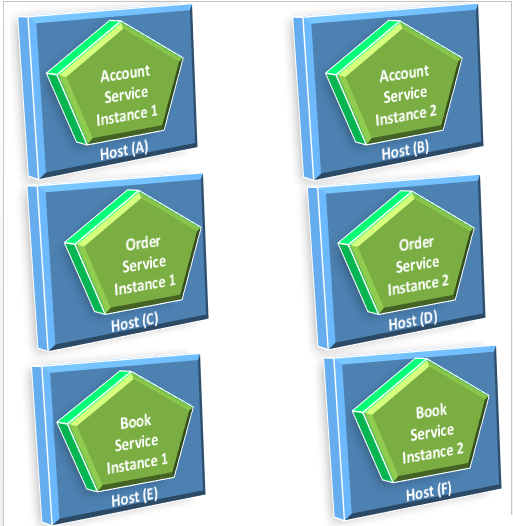 Account
Service
Instance 1
Host (A)
Account
Service
Instance 2
Host (B)
Order
Service
Instance 1
Host (C)
Order
Service
Instance 2
Host (D)
Book
Service
Instance 1
Host (E)
Book
Service
Instance 2
Host (F)